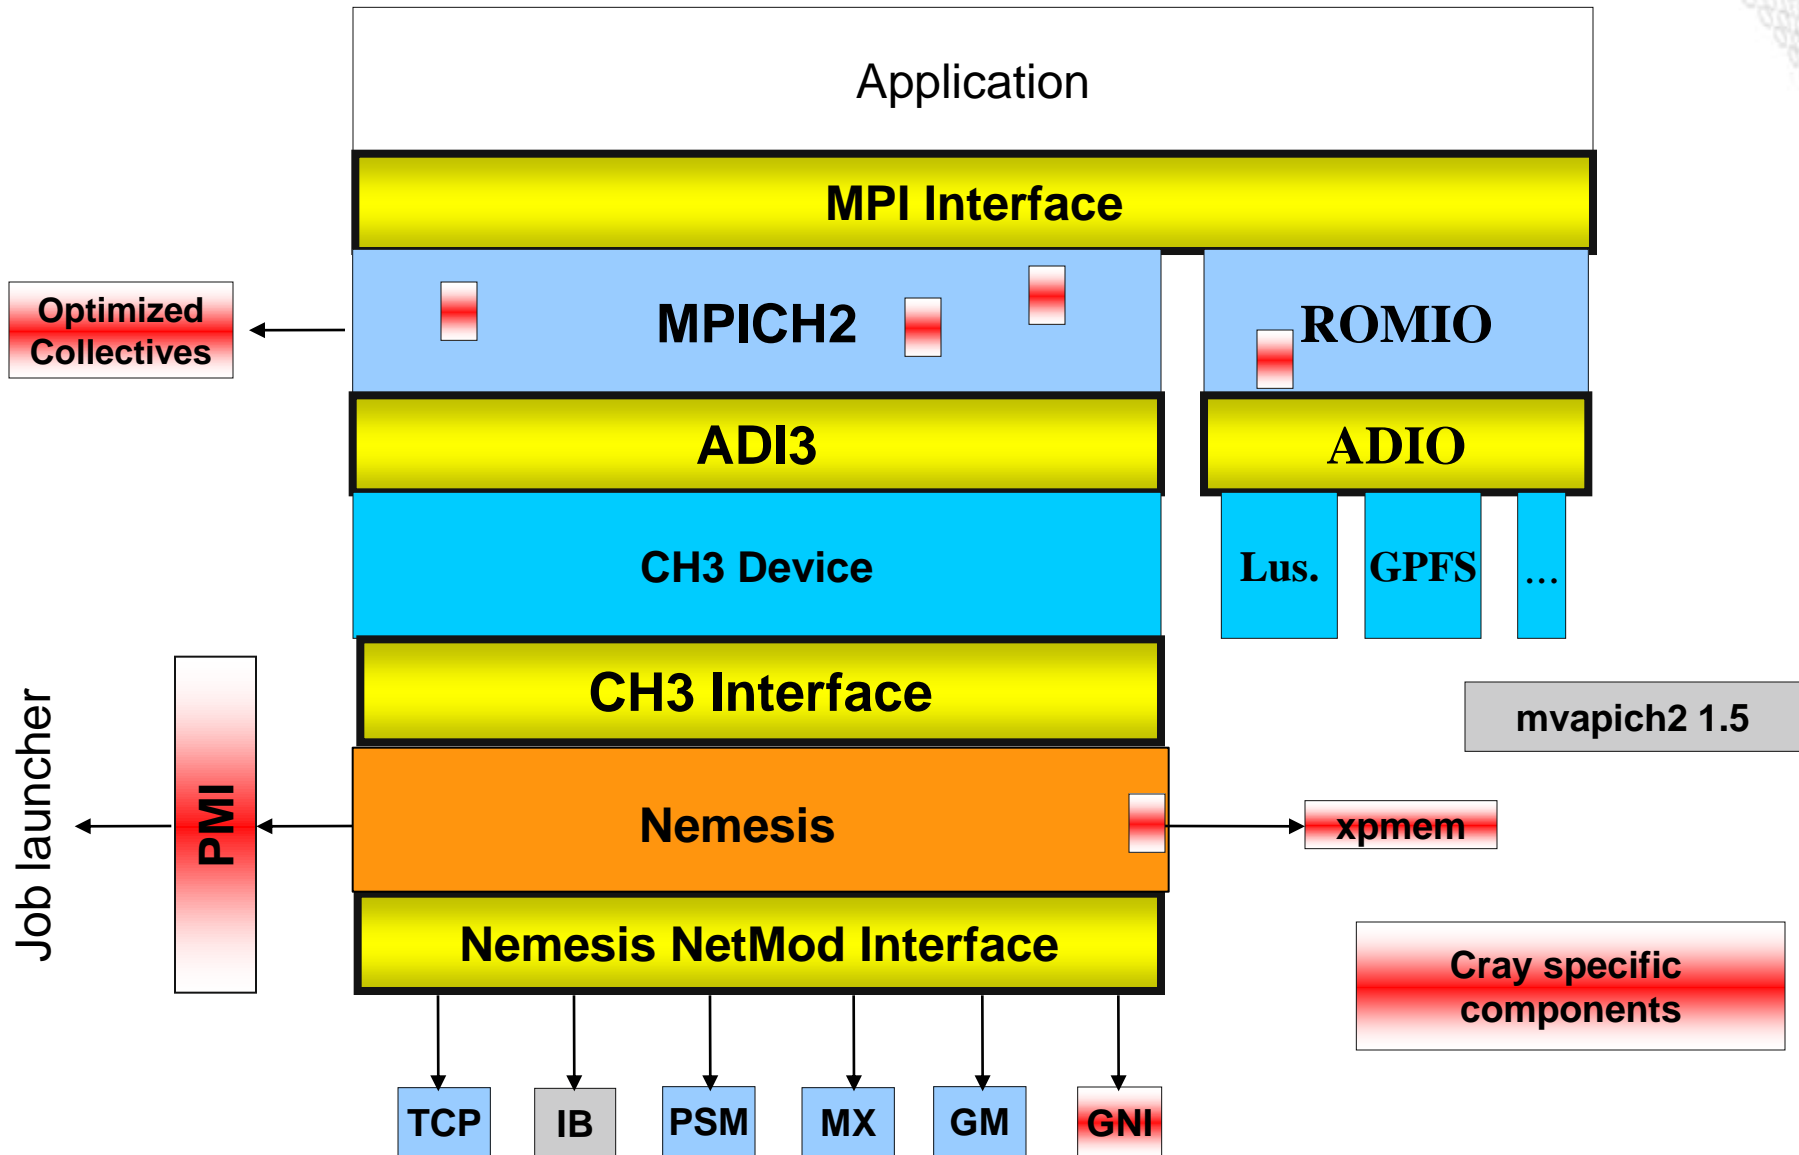 Application
MPI Interface
Optimized
Collectives
MPICH2
ROMIO
ADI3
ADIO
CH3 Device
Lus.
GPFS
...
CH3 Interface
mvapich2 1.5
Job launcher
PMI
Nemesis
xpmem
Nemesis NetMod Interface
Cray specific
components
TCP
IB
PSM
MX
GM
GNI